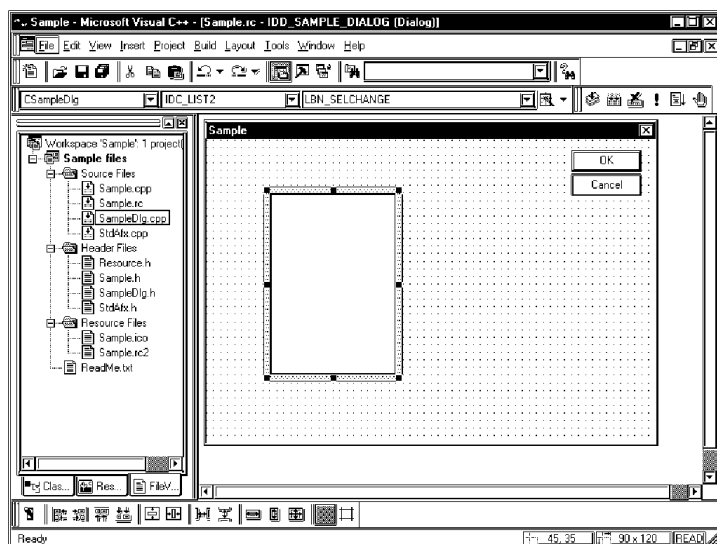 Sample - Microsoft Visual C++ - [Sample.rc - IDD_SAMPLE_DIALOG (Dialog)]
File Edit View Insert Project Build Layout Tools Window Help
CSampleDlg IDC_LIST2 LBN_SELCHANGE
Workspace 'Sample': 1 project(
Sample files
Source Files
Sample.cpp
Sample.rc
SampleDlg.cpp
StdAfx.cpp
Header Files
Resource.h
Sample.h
SampleDlg.h
StdAfx.h
Resource Files
Sample.ico
Sample.rc2
ReadMe.txt
Clas... Res... FileV...
Sample
OK
Cancel
Ready 45, 35 90 x 120 READ